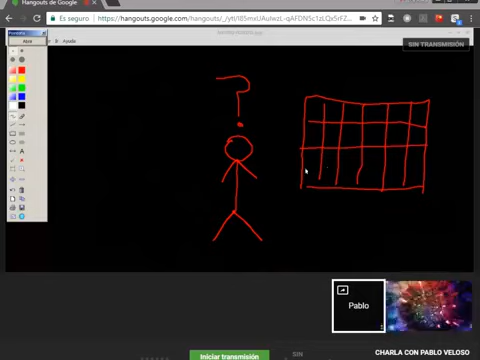 Hangouts de Google
Es seguro
https://hangouts.google.com/hangouts/_/ytl/185mxUAulwzL-qAFDN5c1zLQx5rFZ...
Ayuda
SIN TRANSMISIÓN
?
Pablo
Iniciar transmisión
SIN
CHARLA CON PABLO VELOSO